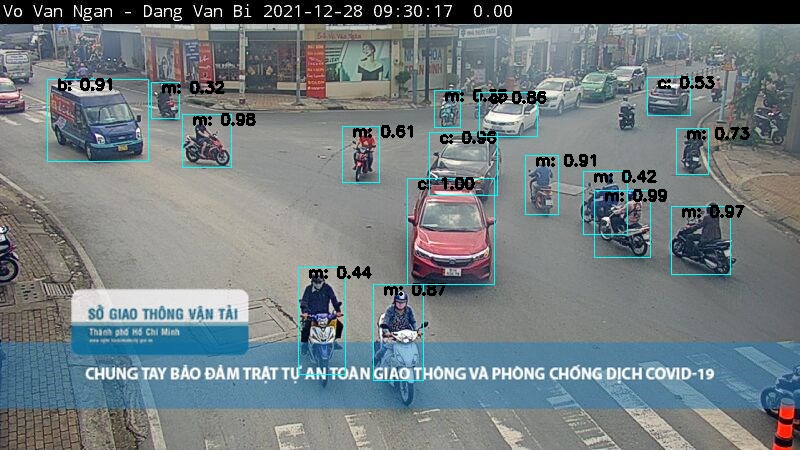 Vo Van Ngan - Dang Van Bi 2021-12-28 09:30:17  0.00
b: 0.91
m: 0.32
m: 0.98
m: 0.61
c: 0.86
c: 0.53
m: 0.73
c: 0.96
m: 0.91
c: 1.00
m: 0.42
m: 0.99
m: 0.97
m: 0.44
m: 0.87
SỞ GIAO THÔNG VẬN TẢI
Thành phố Hồ Chí Minh
CHUNG TAY BẢO ĐẢM TRẬT TỰ AN TOÀN GIAO THÔNG VÀ PHÒNG CHỐNG DỊCH COVID-19